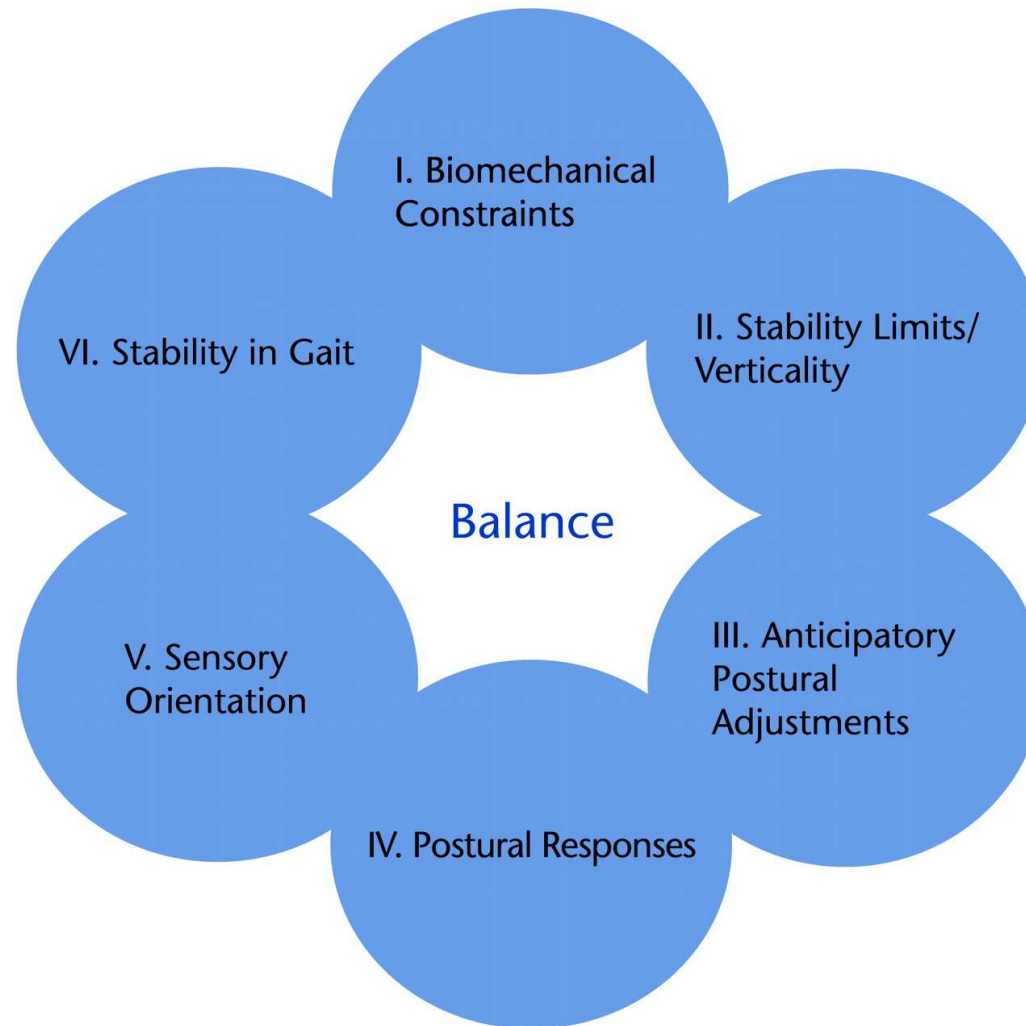 I. Biomechanical
Constraints
II. Stability Limits/
Verticality
III. Anticipatory
Postural
Adjustments
IV. Postural Responses
V. Sensory
Orientation
VI. Stability in Gait
Balance